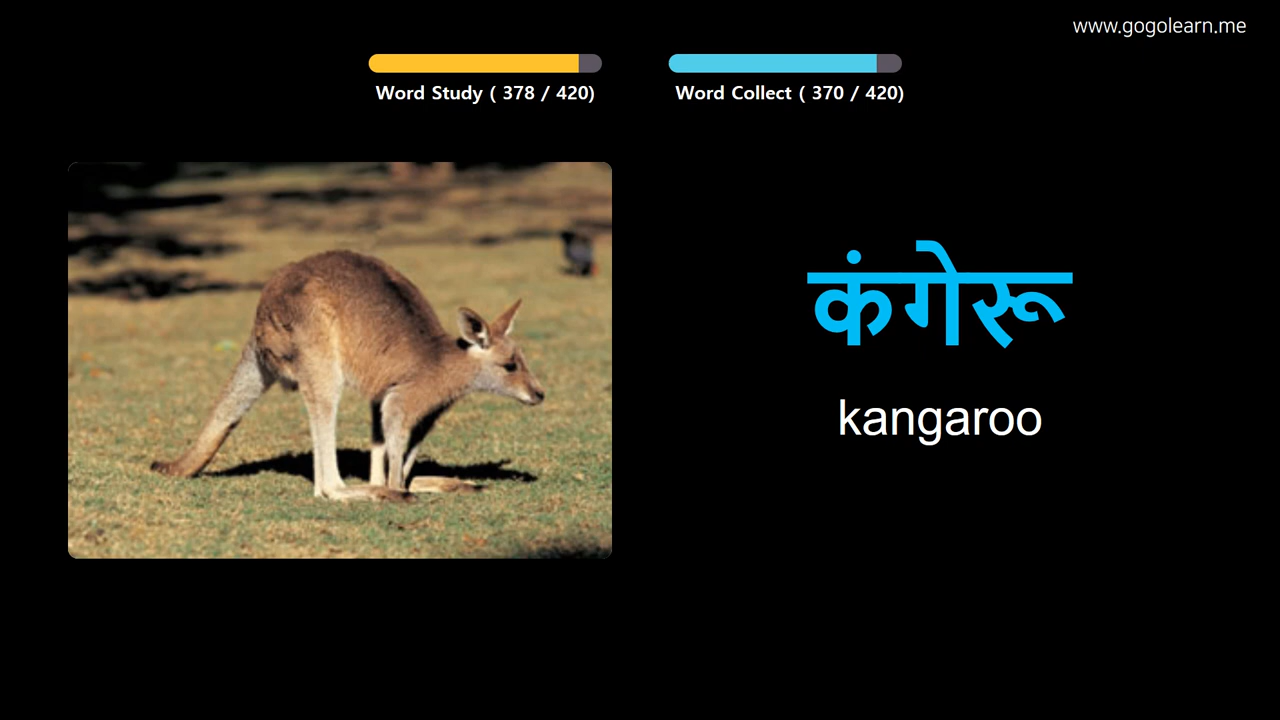 www.gogolearn.me
Word Study ( 378 / 420)
Word Collect ( 370 / 420)
कंगेरू
kangaroo